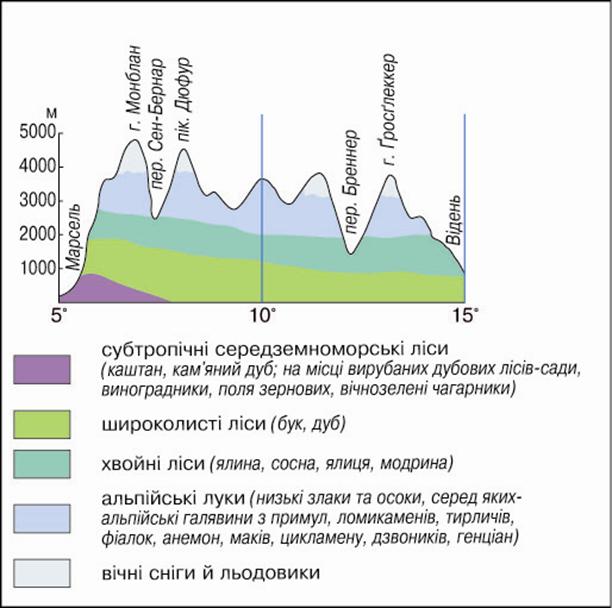 м
5000
4000
3000
2000
1000
Марсель
г. Монблан
пер. Сен-Бернар
пік. Дюфур
пер. Бреннер
г. Ґросґлеккер
Відень
5°
10°
15°
субтропічні середземноморські ліси
(каштан, кам'яний дуб; на місці вирубаних дубових лісів-сади,
виноградники, поля зернових, вічнозелені чагарники)
широколисті ліси (бук, дуб)
хвойні ліси (ялина, сосна, ялиця, модрина)
альпійські луки (низькі злаки та осоки, серед яких-
альпійські галявини з примул, ломикаменів, тирличів,
фіалок, анемон, маків, цикламену, дзвоників, генціан)
вічні сніги й льодовики